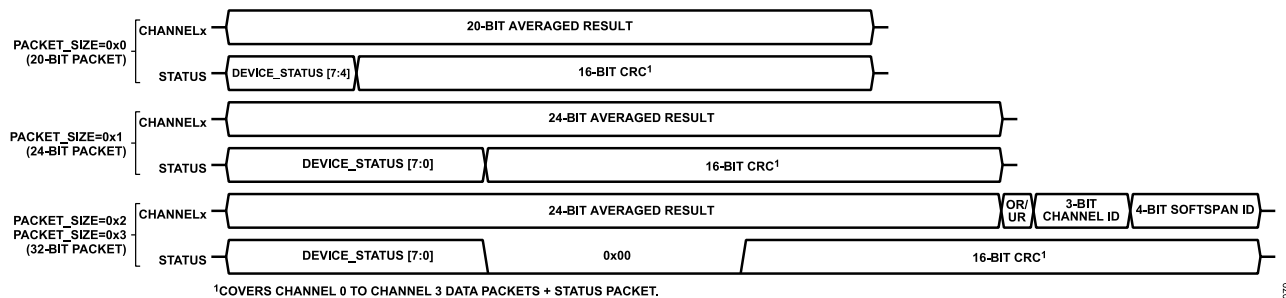 PACKET_SIZE=0x0
(20-BIT PACKET)
CHANNELx
20-BIT AVERAGED RESULT
STATUS
DEVICE_STATUS [7:4]
16-BIT CRC¹
PACKET_SIZE=0x1
(24-BIT PACKET)
CHANNELx
24-BIT AVERAGED RESULT
STATUS
DEVICE_STATUS [7:0]
16-BIT CRC¹
PACKET_SIZE=0x2
PACKET_SIZE=0x3
(32-BIT PACKET)
CHANNELx
24-BIT AVERAGED RESULT
OR/
UR
3-BIT
CHANNEL ID
4-BIT SOFTSPAN ID
STATUS
DEVICE_STATUS [7:0]
0x00
16-BIT CRC¹
¹COVERS CHANNEL 0 TO CHANNEL 3 DATA PACKETS + STATUS PACKET.